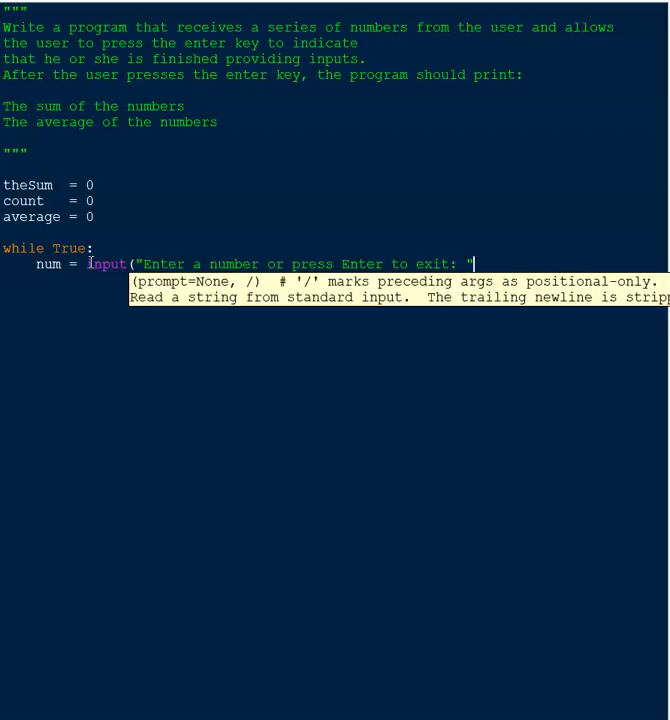 """
Write a program that receives a series of numbers from the user and allows
the user to press the enter key to indicate
that he or she is finished providing inputs.
After the user presses the enter key, the program should print:
The sum of the numbers
The average of the numbers
"""
theSum = 0
count = 0
average = 0
while True:
num = input("Enter a number or press Enter to exit: "
(prompt=None, /) # '/' marks preceding args as positional-only.
Read a string from standard input. The trailing newline is stripp